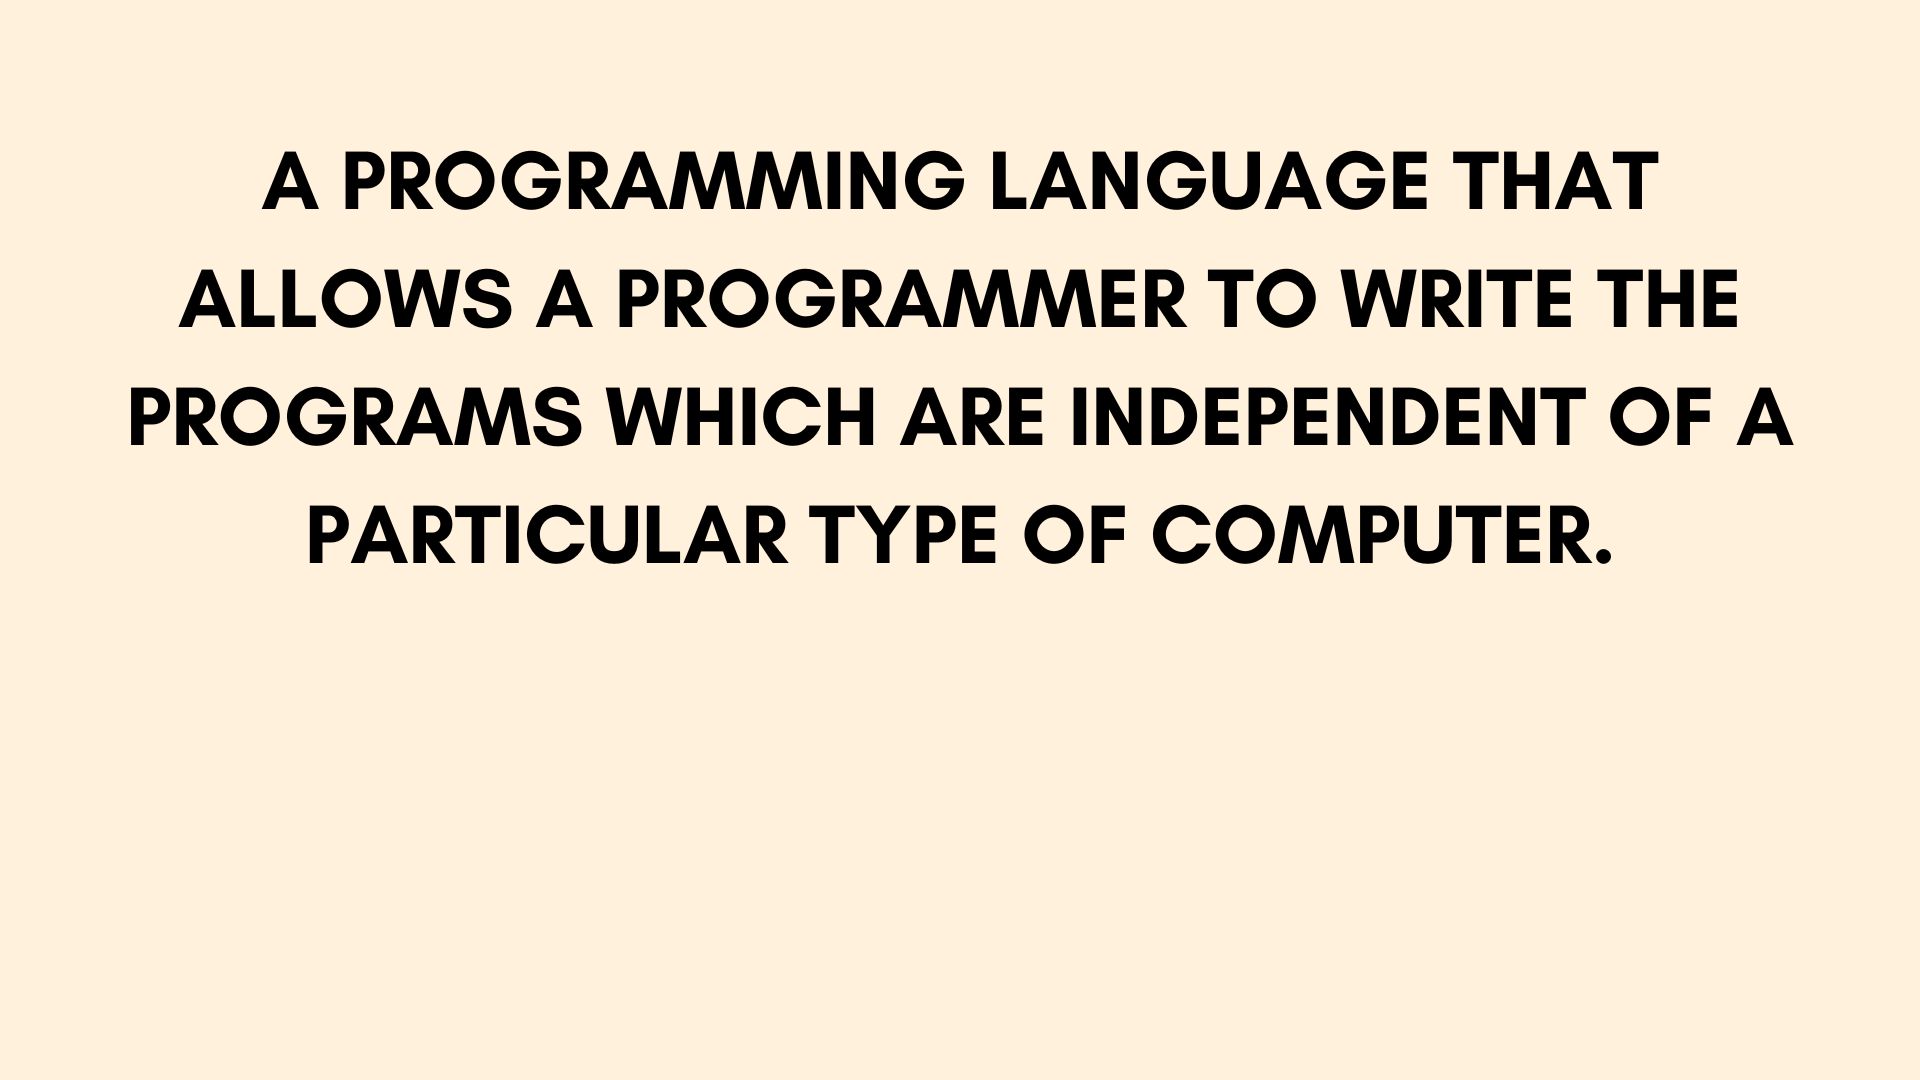 A PROGRAMMING LANGUAGE THAT
ALLOWS A PROGRAMMER TO WRITE THE
PROGRAMS WHICH ARE INDEPENDENT OF A
PARTICULAR TYPE OF COMPUTER.